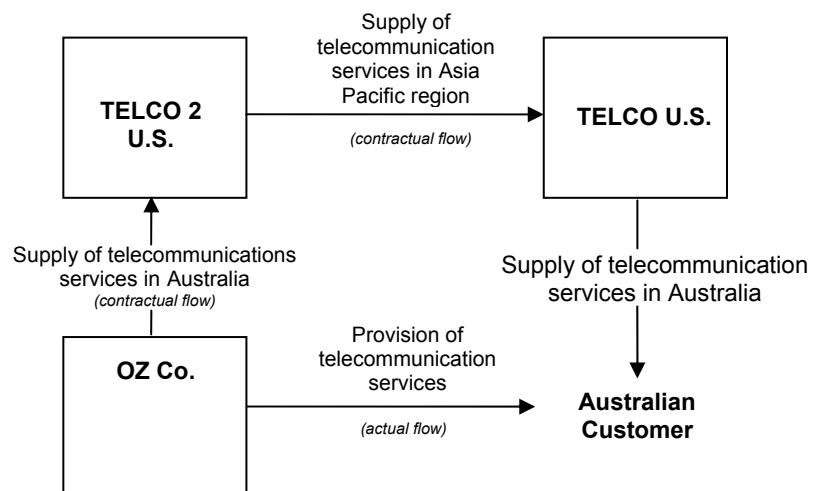 Supply of
telecommunication
services in Asia
Pacific region
(contractual flow)
TELCO 2
U.S.
TELCO U.S.
Supply of telecommunications
services in Australia
(contractual flow)
Supply of telecommunication
services in Australia
OZ Co.
Provision of
telecommunication
services
(actual flow)
Australian
Customer